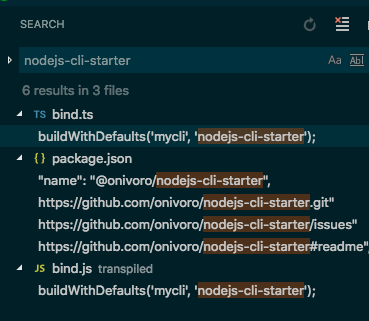 SEARCH
nodejs-cli-starter
Aa Abl
6 results in 3 files
TS bind.ts
buildWithDefaults('mycli', 'nodejs-cli-starter');
{ } package.json
"name": "@onivoro/nodejs-cli-starter",
https://github.com/onivoro/nodejs-cli-starter.git"
https://github.com/onivoro/nodejs-cli-starter/issues"
https://github.com/onivoro/nodejs-cli-starter#readme",
JS bind.js transpiled
buildWithDefaults('mycli', 'nodejs-cli-starter');